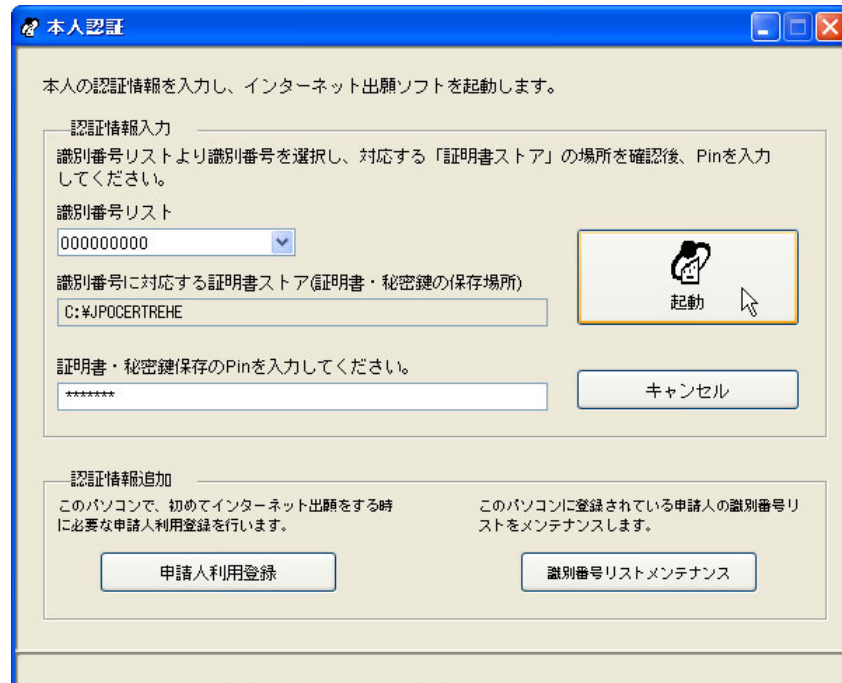 本人認証
本人の認証情報を入力し、インターネット出願ソフトを起動します。
認証情報入力
識別番号リストより識別番号を選択し、対応する「証明書ストア」の場所を確認後、Pinを入力
してください。
識別番号リスト
000000000
識別番号に対応する証明書ストア(証明書・秘密鍵の保存場所)
C:¥JPOCERTREHE
起動
証明書・秘密鍵保存のPinを入力してください。
*******
キャンセル
認証情報追加
このパソコンで、初めてインターネット出願をする時
に必要な申請人利用登録を行います。
申請人利用登録
このパソコンに登録されている申請人の識別番号リ
ストをメンテナンスします。
識別番号リストメンテナンス